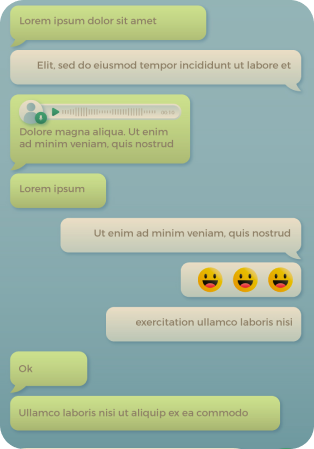 Lorem ipsum dolor sit amet
Elit, sed do eiusmod tempor incididunt ut labore et
Dolore magna aliqua. Ut enim
ad minim veniam, quis nostrud
Lorem ipsum
Ut enim ad minim veniam, quis nostrud
exercitation ullamco laboris nisi
Ok
Ullamco laboris nisi ut aliquip ex ea commodo